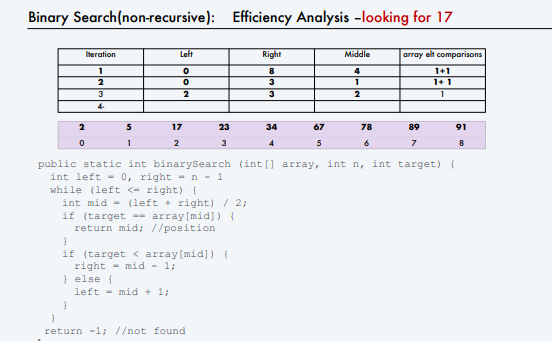 Binary Search(non-recursive): Efficiency Analysis –looking for 17
Iteration Left Right Middle array elt comparisons
1 0 8 4 1+1
2 0 3 1 1+ 1
3 2 3 2 1
4-
2 5 17 23 34 67 78 89 91
0 1 2 3 4 5 6 7 8
public static int binarySearch (int[] array, int n, int target) {
int left = 0, right = n - 1
while (left <= right) {
int mid = (left + right) / 2;
if (target == array[mid]) {
return mid; //position
}
if (target < array[mid]) {
right = mid - 1;
} else {
left = mid + 1;
}
}
return -1; //not found